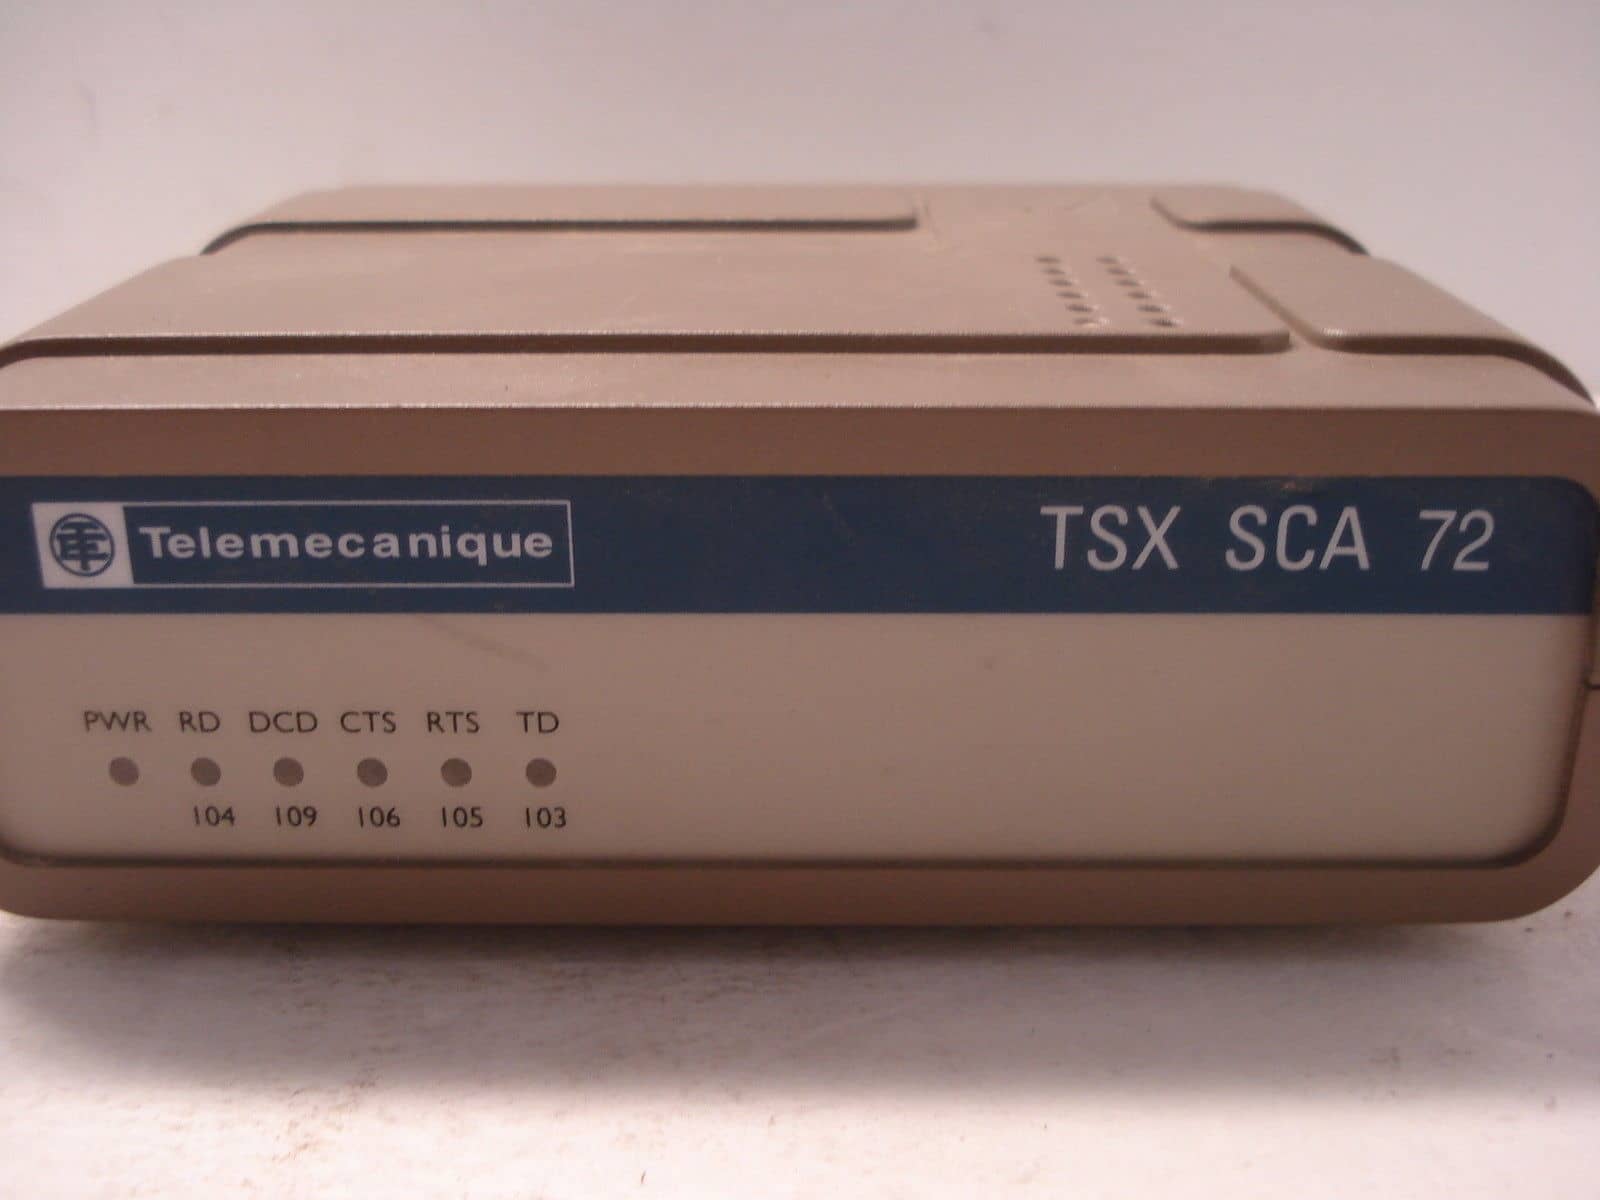 Telemecanique
TSX SCA 72
PWR RD DCD CTS RTS TD
104 109 106 105 103